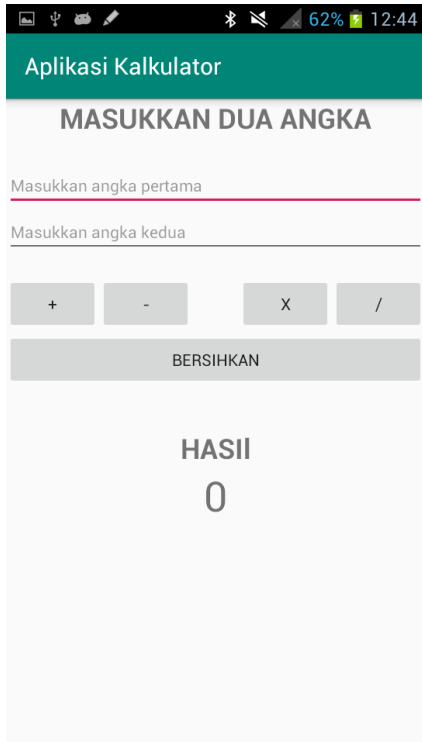 62% 12:44
Aplikasi Kalkulator
MASUKKAN DUA ANGKA
Masukkan angka pertama
Masukkan angka kedua
+ - X /
BERSIHKAN
HASIl
0